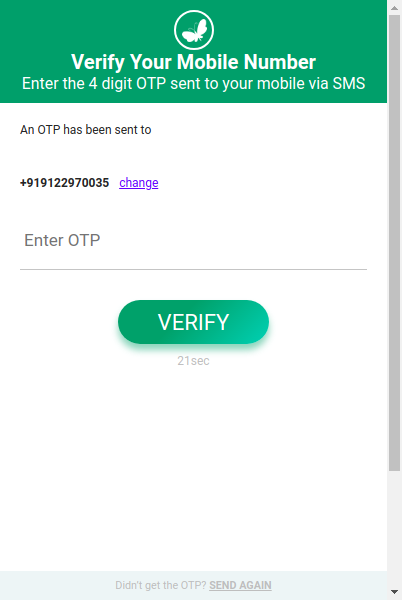 Verify Your Mobile Number
Enter the 4 digit OTP sent to your mobile via SMS
An OTP has been sent to
+919122970035 change
Enter OTP
VERIFY
21sec
Didn't get the OTP? SEND AGAIN